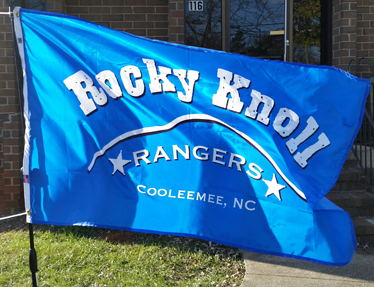 116
Rocky Knoll
RANGERS
COOLEEMEE, NC